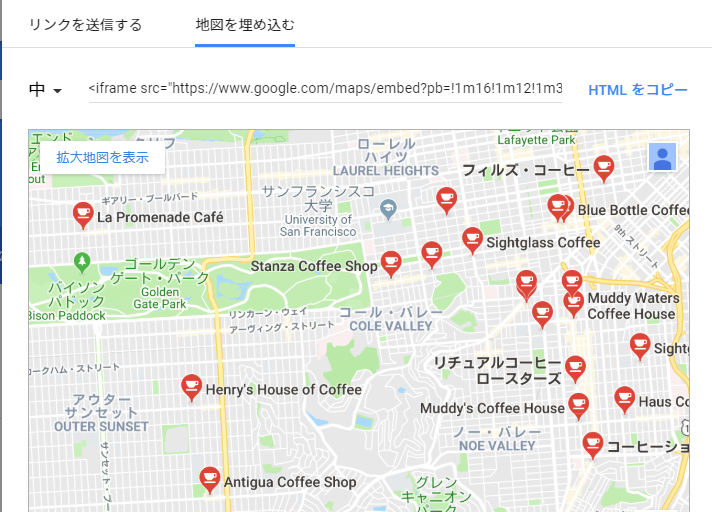 リンクを送信する
地図を埋め込む
中
<iframe src="https://www.google.com/maps/embed?pb=!1m16!1m12!1m3
HTML をコピー
拡大地図を表示
Lafayette Park
ローレル
ハイツ
LAUREL HEIGHTS
フィルズ・コーヒー
ギアリー・ブールバード
サンフランシスコ
大学
University of
San Francisco
La Promenade Café
Blue Bottle Coffee
9th・ストリート
Sightglass Coffee
Stanza Coffee Shop
ゴールデン
ゲート・パーク
Golden
Gate Park
バイソン
パドック
Bison Paddock
リンカーン・ウェイ
アーヴィング・ストリート
コール・バレー
COLE VALLEY
Muddy Waters
Coffee House
リチュアルコーヒー
ロースターズ
Henry's House of Coffee
Muddy's Coffee House
Haus Co
アウター
サンセット
OUTER SUNSET
ノー・バレー
NOE VALLEY
コーヒーショ
Antigua Coffee Shop
グレン
キャニオン
パーク